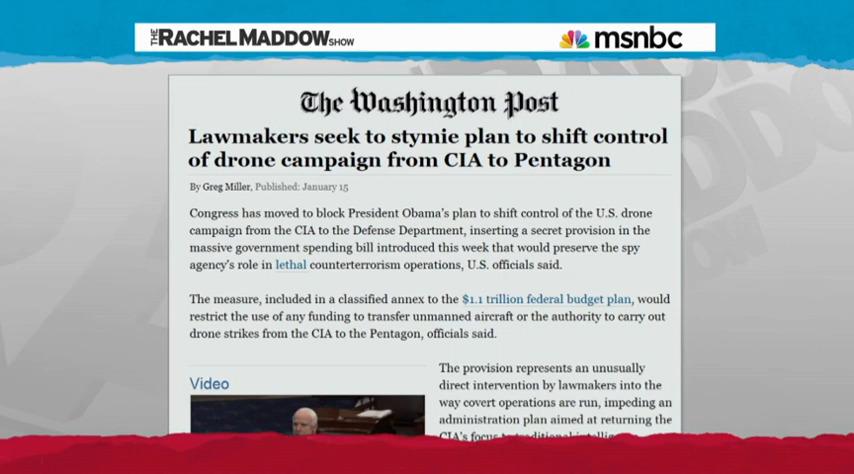 THE RACHEL MADDOW SHOW
msnbc
The Washington Post
Lawmakers seek to stymie plan to shift control
of drone campaign from CIA to Pentagon
By Greg Miller, Published: January 15
Congress has moved to block President Obama's plan to shift control of the U.S. drone
campaign from the CIA to the Defense Department, inserting a secret provision in the
massive government spending bill introduced this week that would preserve the spy
agency's role in lethal counterterrorism operations, U.S. officials said.
The measure, included in a classified annex to the $1.1 trillion federal budget plan, would
restrict the use of any funding to transfer unmanned aircraft or the authority to carry out
drone strikes from the CIA to the Pentagon, officials said.
Video
The provision represents an unusually
direct intervention by lawmakers into the
way covert operations are run, impeding an
administration plan aimed at returning the
CIA's focus